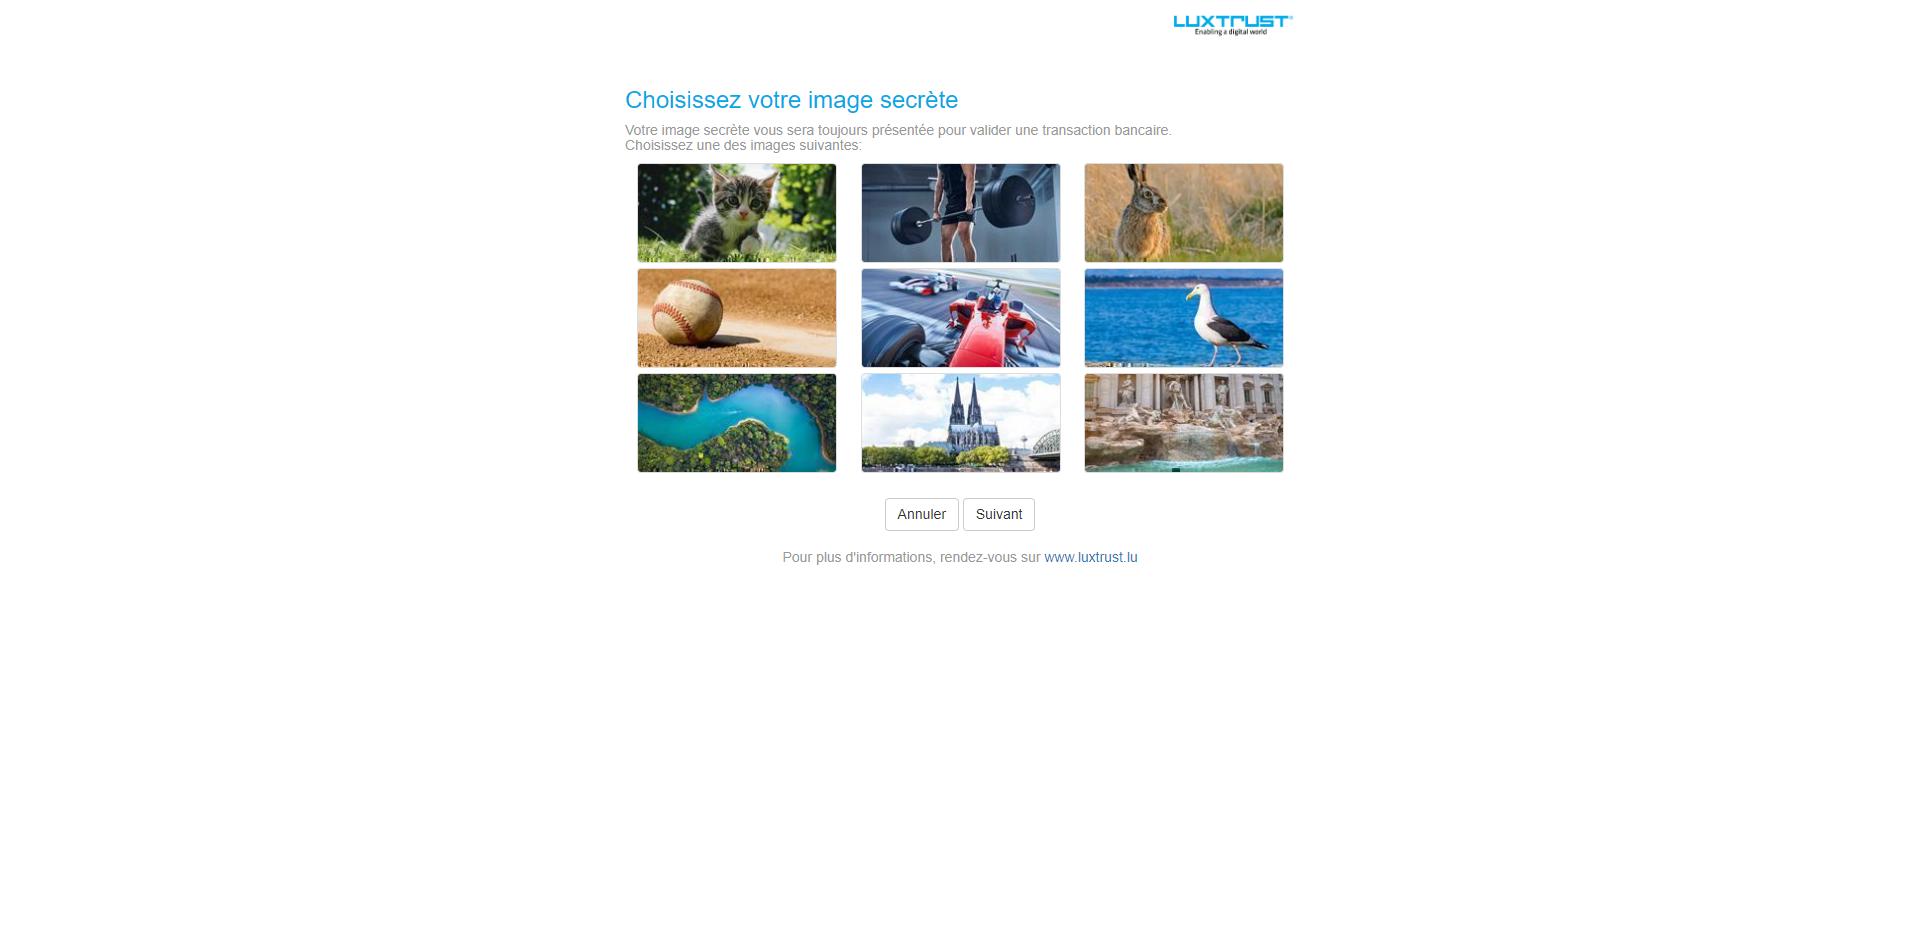 LUXTRUST
Enabling a digital world
Choisissez votre image secrète
Votre image secrète vous sera toujours présentée pour valider une transaction bancaire.
Choisissez une des images suivantes:
Annuler Suivant
Pour plus d'informations, rendez-vous sur www.luxtrust.lu